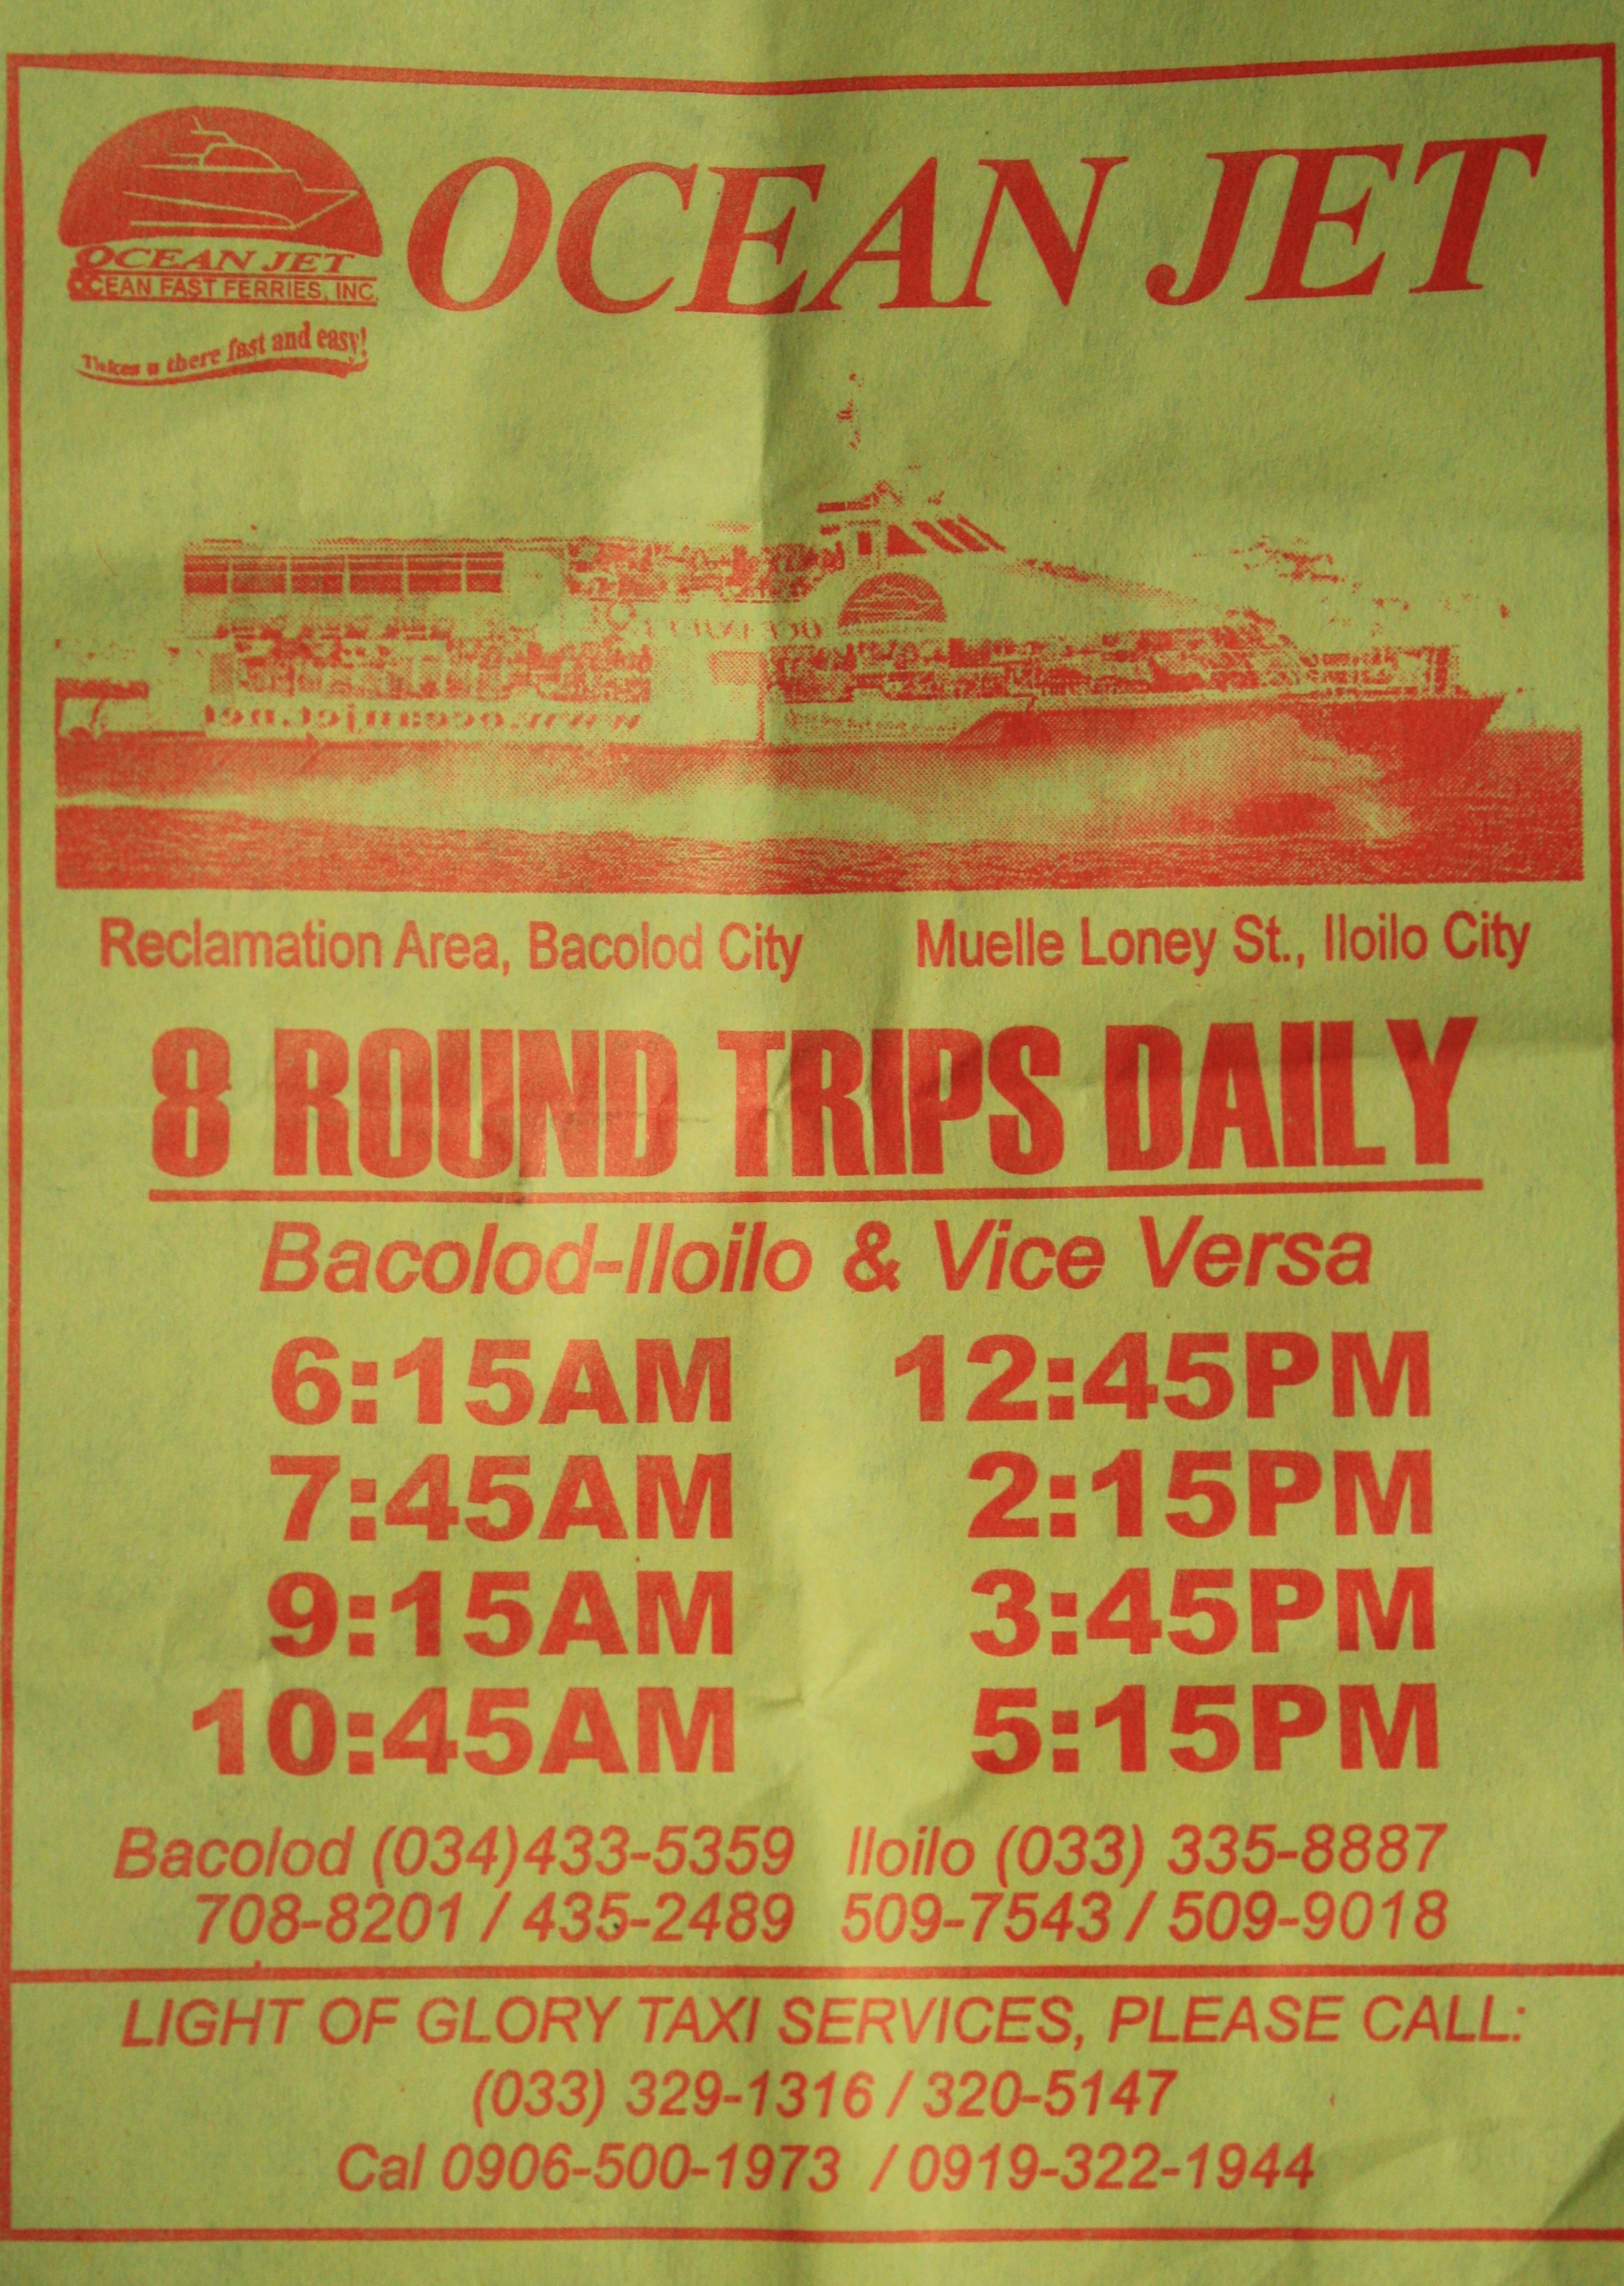 OCEAN JET
OCEAN JET
OCEAN FAST FERRIES, INC.
Takes u there fast and easy!
Reclamation Area, Bacolod City
Muelle Loney St., Iloilo City
8 ROUND TRIPS DAILY
Bacolod-Iloilo & Vice Versa
6:15AM 12:45PM
7:45AM 2:15PM
9:15AM 3:45PM
10:45AM 5:15PM
Bacolod (034)433-5359 Iloilo (033) 335-8887
708-8201 / 435-2489 509-7543 / 509-9018
LIGHT OF GLORY TAXI SERVICES, PLEASE CALL:
(033) 329-1316 / 320-5147
Cal 0906-500-1973 / 0919-322-1944